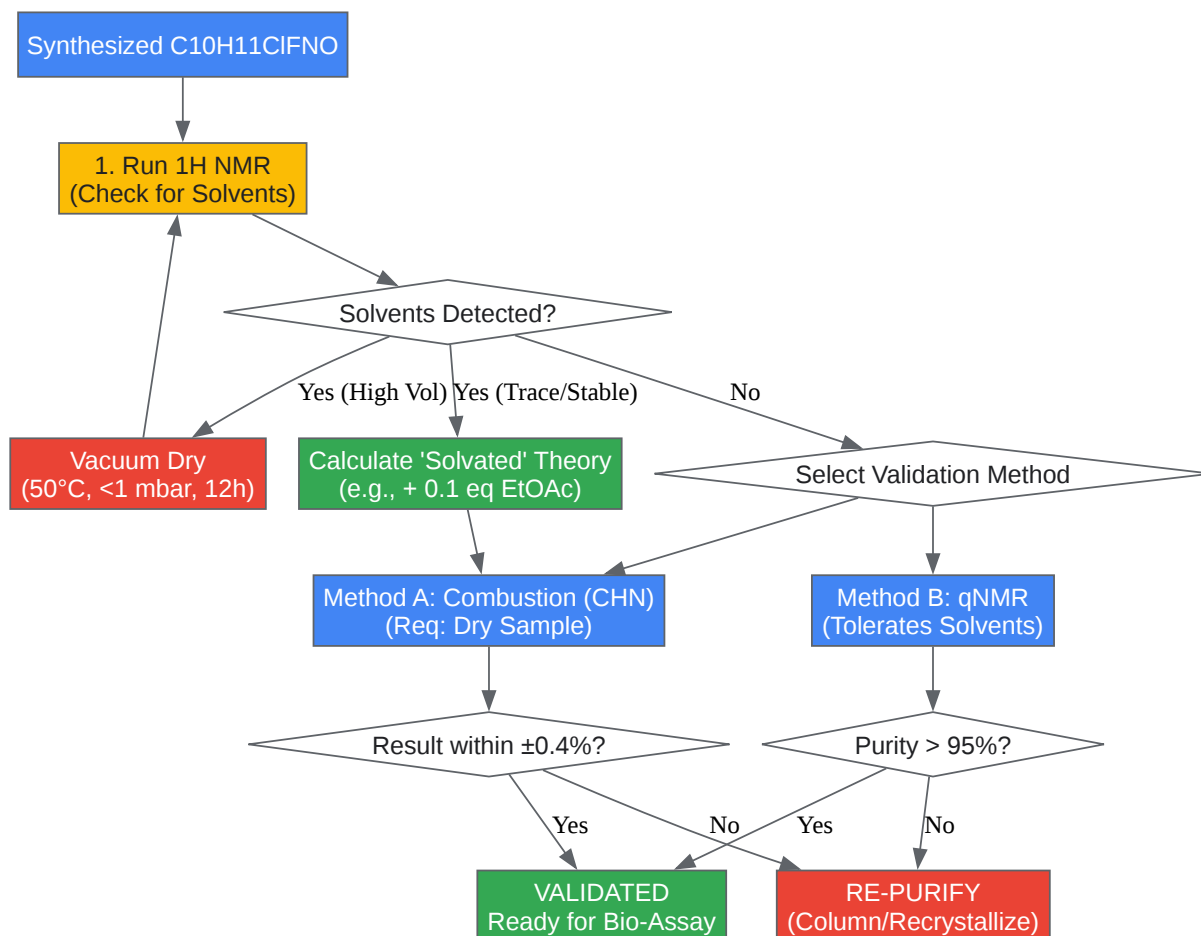 Synthesized C10H11ClFNO
1. Run 1H NMR
(Check for Solvents)
Solvents Detected?
Yes (High Vol)
Yes (Trace/Stable)
No
Vacuum Dry
(50°C, <1 mbar, 12h)
Calculate 'Solvated' Theory
(e.g., + 0.1 eq EtOAc)
Select Validation Method
Method A: Combustion (CHN)
(Req: Dry Sample)
Method B: qNMR
(Tolerates Solvents)
Result within ±0.4%?
Purity > 95%?
Yes
No
Yes
No
VALIDATED
Ready for Bio-Assay
RE-PURIFY
(Column/Recrystallize)